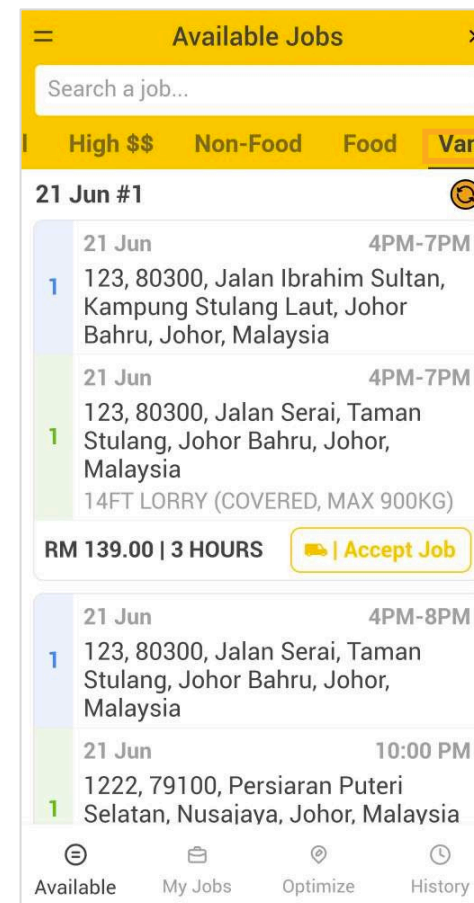 Available Jobs
Search a job...
High $$ Non-Food Food Van
21 Jun #1
21 Jun 4PM-7PM
1
123, 80300, Jalan Ibrahim Sultan,
Kampung Stulang Laut, Johor
Bahru, Johor, Malaysia
21 Jun 4PM-7PM
1
123, 80300, Jalan Serai, Taman
Stulang, Johor Bahru, Johor,
Malaysia
14FT LORRY (COVERED, MAX 900KG)
RM 139.00 | 3 HOURS | Accept Job
21 Jun 4PM-8PM
1
123, 80300, Jalan Serai, Taman
Stulang, Johor Bahru, Johor,
Malaysia
21 Jun 10:00 PM
1
1222, 79100, Persiaran Puteri
Selatan, Nusajaya, Johor, Malaysia
Available My Jobs Optimize History